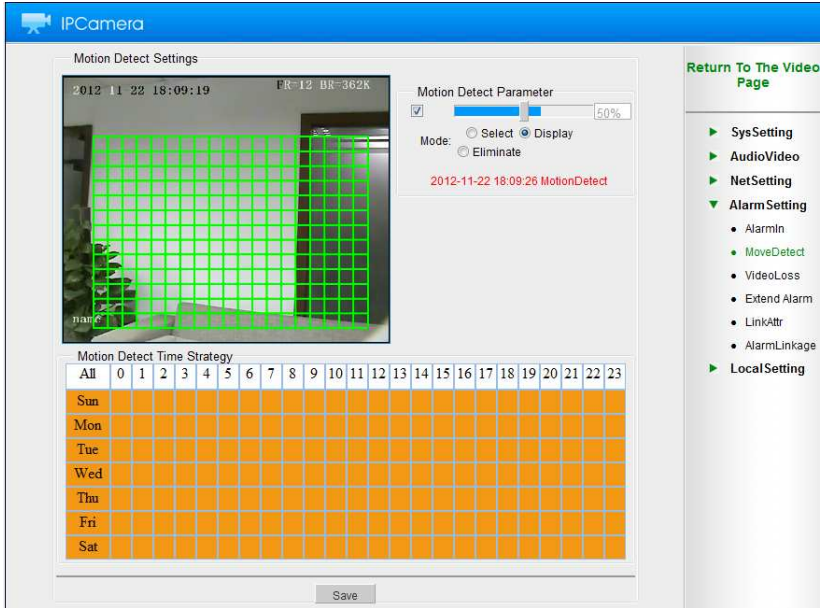 IPCamera
Motion Detect Settings
2012 11 22 18:09:19 FR=12 BR=362K
name
Motion Detect Parameter
50%
Mode: Select Display
Eliminate
2012-11-22 18:09:26 MotionDetect
Motion Detect Time Strategy
All 0 1 2 3 4 5 6 7 8 9 10 11 12 13 14 15 16 17 18 19 20 21 22 23
Sun
Mon
Tue
Wed
Thu
Fri
Sat
Save
Return To The Video
Page
SysSetting
AudioVideo
NetSetting
AlarmSetting
AlarmIn
MoveDetect
VideoLoss
Extend Alarm
LinkAttr
AlarmLinkage
LocalSetting